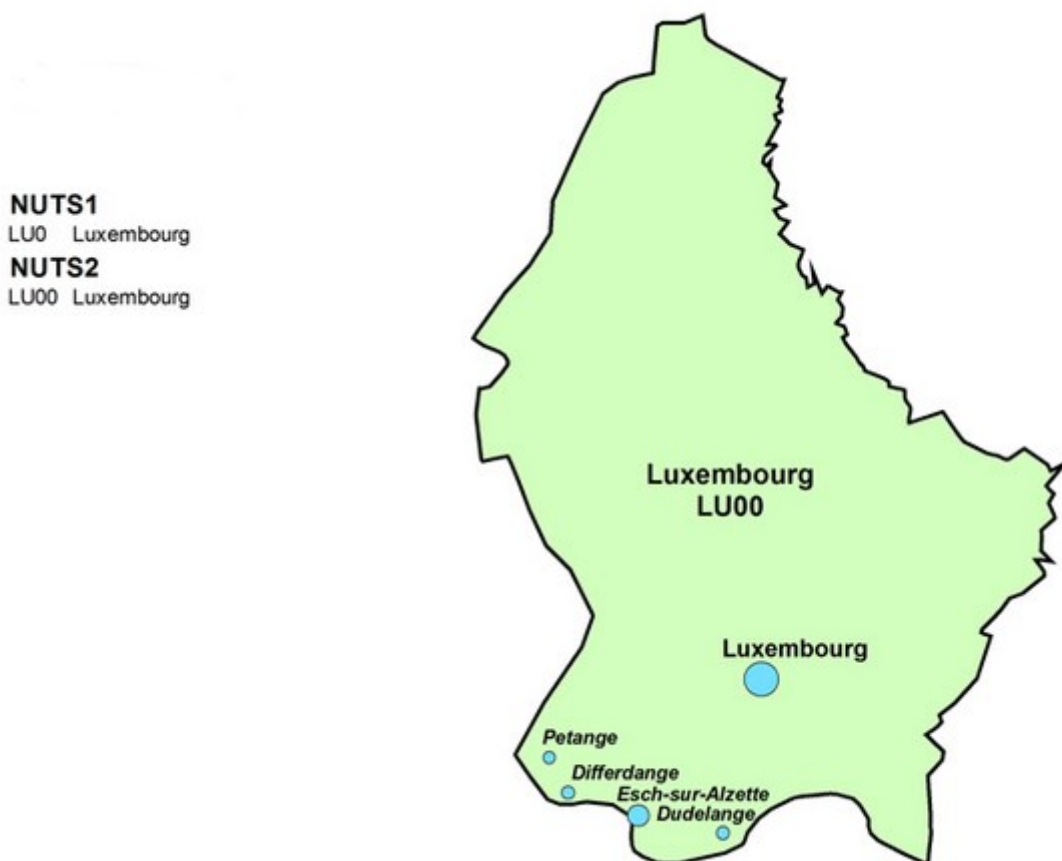 NUTS1
LU0 Luxembourg
NUTS2
LU00 Luxembourg
Luxembourg
LU00
Luxembourg
Petange
Differdange
Esch-sur-Alzette
Dudelange